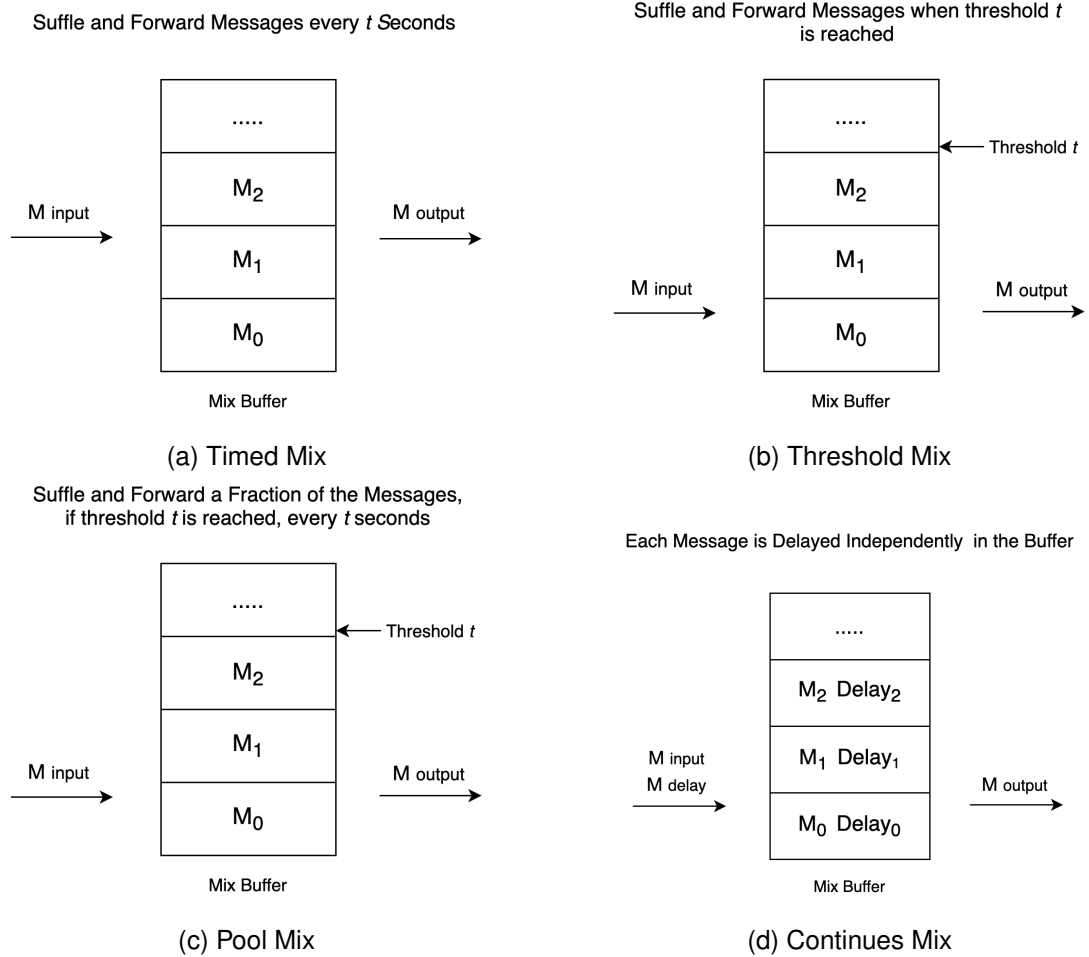 Suffle and Forward Messages every t Seconds
.....
M2
M1
M0
M input
M output
Mix Buffer
(a) Timed Mix
Suffle and Forward Messages when threshold t
is reached
.....
Threshold t
M2
M1
M0
M input
M output
Mix Buffer
(b) Threshold Mix
Suffle and Forward a Fraction of the Messages,
if threshold t is reached, every t seconds
.....
Threshold t
M2
M1
M0
M input
M output
Mix Buffer
(c) Pool Mix
Each Message is Delayed Independently in the Buffer
.....
M2 Delay2
M1 Delay1
M0 Delay0
M input
M delay
M output
Mix Buffer
(d) Continues Mix